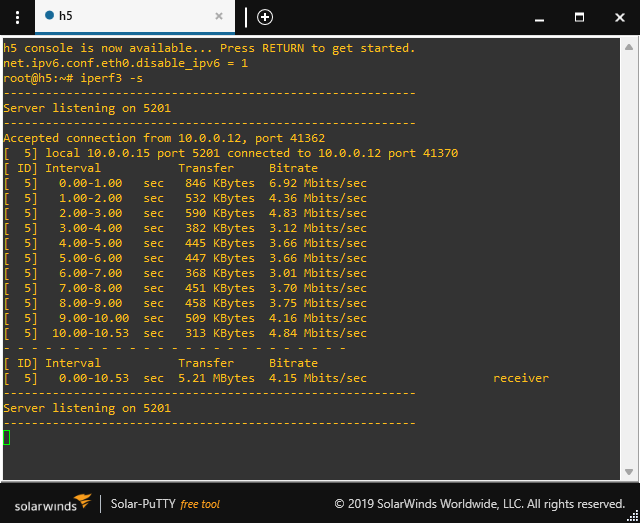 h5
h5 console is now available... Press RETURN to get started.
net.ipv6.conf.eth0.disable_ipv6 = 1
root@h5:~# iperf3 -s
-----------------------------------------------------------
Server listening on 5201
-----------------------------------------------------------
Accepted connection from 10.0.0.12, port 41362
[  5] local 10.0.0.15 port 5201 connected to 10.0.0.12 port 41370
[ ID] Interval           Transfer     Bitrate
[  5]   0.00-1.00   sec   846 KBytes  6.92 Mbits/sec
[  5]   1.00-2.00   sec   532 KBytes  4.36 Mbits/sec
[  5]   2.00-3.00   sec   590 KBytes  4.83 Mbits/sec
[  5]   3.00-4.00   sec   382 KBytes  3.12 Mbits/sec
[  5]   4.00-5.00   sec   445 KBytes  3.66 Mbits/sec
[  5]   5.00-6.00   sec   447 KBytes  3.66 Mbits/sec
[  5]   6.00-7.00   sec   368 KBytes  3.01 Mbits/sec
[  5]   7.00-8.00   sec   451 KBytes  3.70 Mbits/sec
[  5]   8.00-9.00   sec   458 KBytes  3.75 Mbits/sec
[  5]   9.00-10.00  sec   509 KBytes  4.16 Mbits/sec
[  5]  10.00-10.53  sec   313 KBytes  4.84 Mbits/sec
- - - - - - - - - - - - - - - - - - - - - - - - -
[ ID] Interval           Transfer     Bitrate
[  5]   0.00-10.53  sec  5.21 MBytes  4.15 Mbits/sec                  receiver
-----------------------------------------------------------
Server listening on 5201
-----------------------------------------------------------
solarwinds Solar-PuTTY free tool © 2019 SolarWinds Worldwide, LLC. All rights reserved.